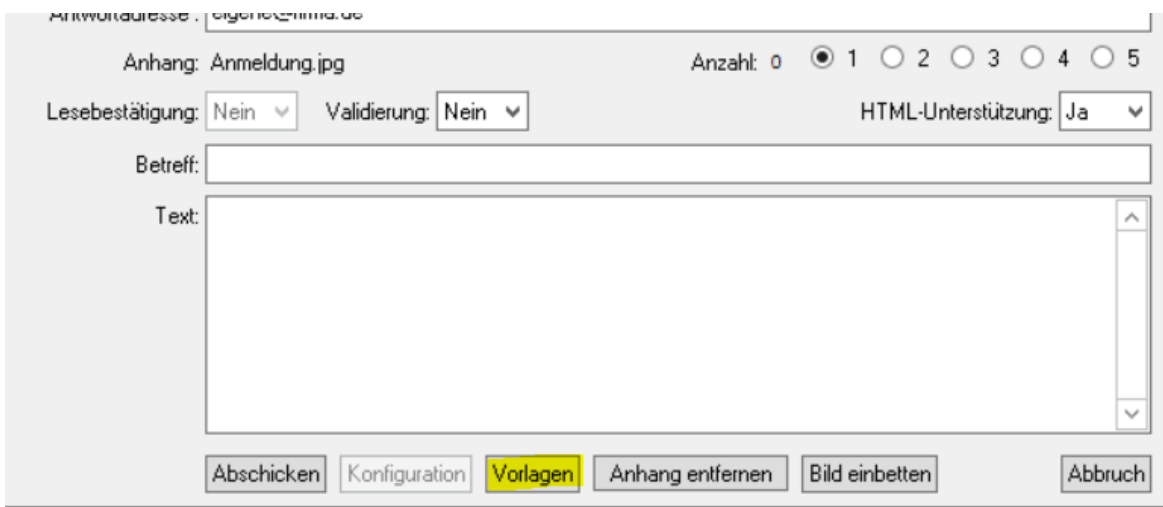 Antwortadresse :
Anhang: Anmeldung.jpg Anzahl: 0 1 2 3 4 5
Lesebestätigung: Nein Validierung: Nein HTML-Unterstützung: Ja
Betreff:
Text:
Abschicken Konfiguration Vorlagen Anhang entfernen Bild einbetten Abbruch